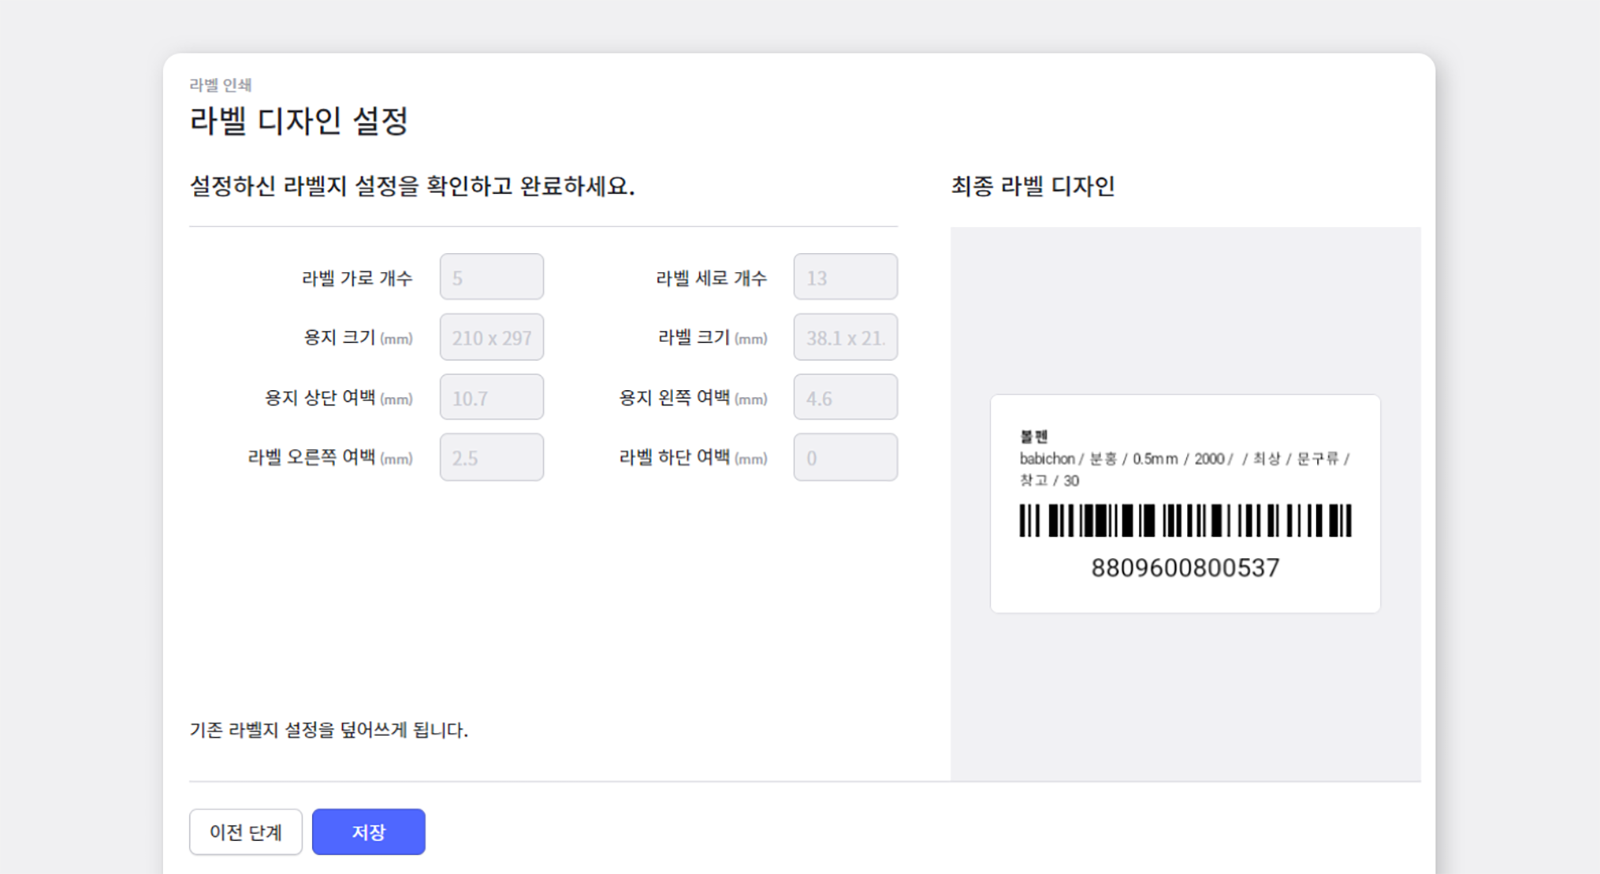 라벨 인쇄
라벨 디자인 설정
설정하신 라벨지 설정을 확인하고 완료하세요.
라벨 가로 개수 5 라벨 세로 개수 13
용지 크기 (mm) 210 x 297 라벨 크기 (mm) 38.1 x 21.
용지 상단 여백 (mm) 10.7 용지 왼쪽 여백 (mm) 4.6
라벨 오른쪽 여백 (mm) 2.5 라벨 하단 여백 (mm) 0
기존 라벨지 설정을 덮어쓰게 됩니다.
최종 라벨 디자인
볼펜
babichon / 분홍 / 0.5mm / 2000 / / 최상 / 문구류 /
창고 / 30
8809600800537
이전 단계 저장